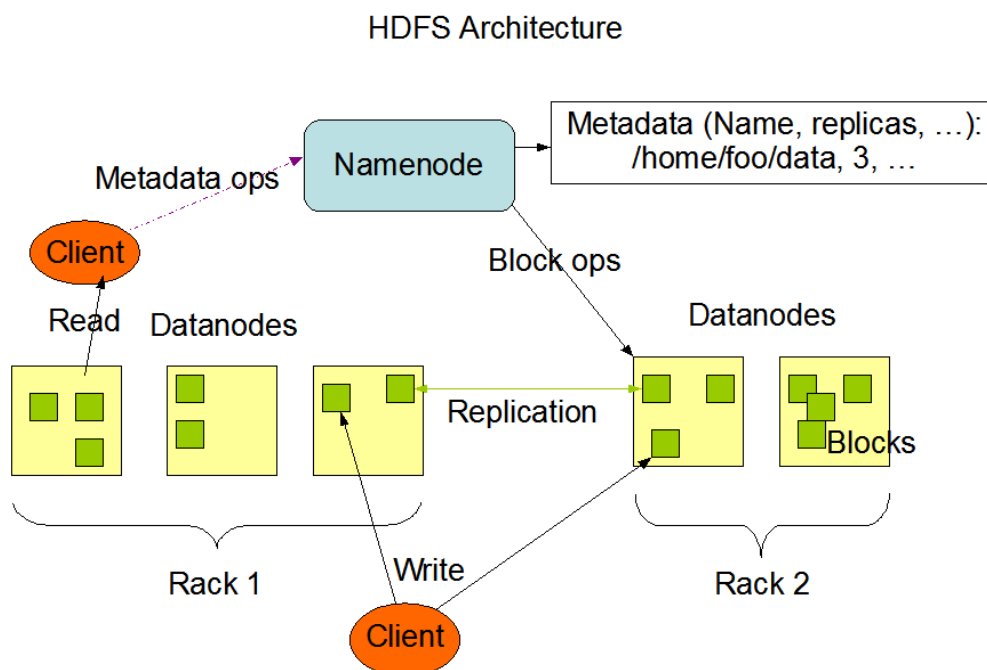 HDFS Architecture
Metadata (Name, replicas, …):
/home/foo/data, 3, …
Namenode
Metadata ops
Client
Block ops
Read
Datanodes
Datanodes
Replication
Blocks
Rack 1
Write
Rack 2
Client